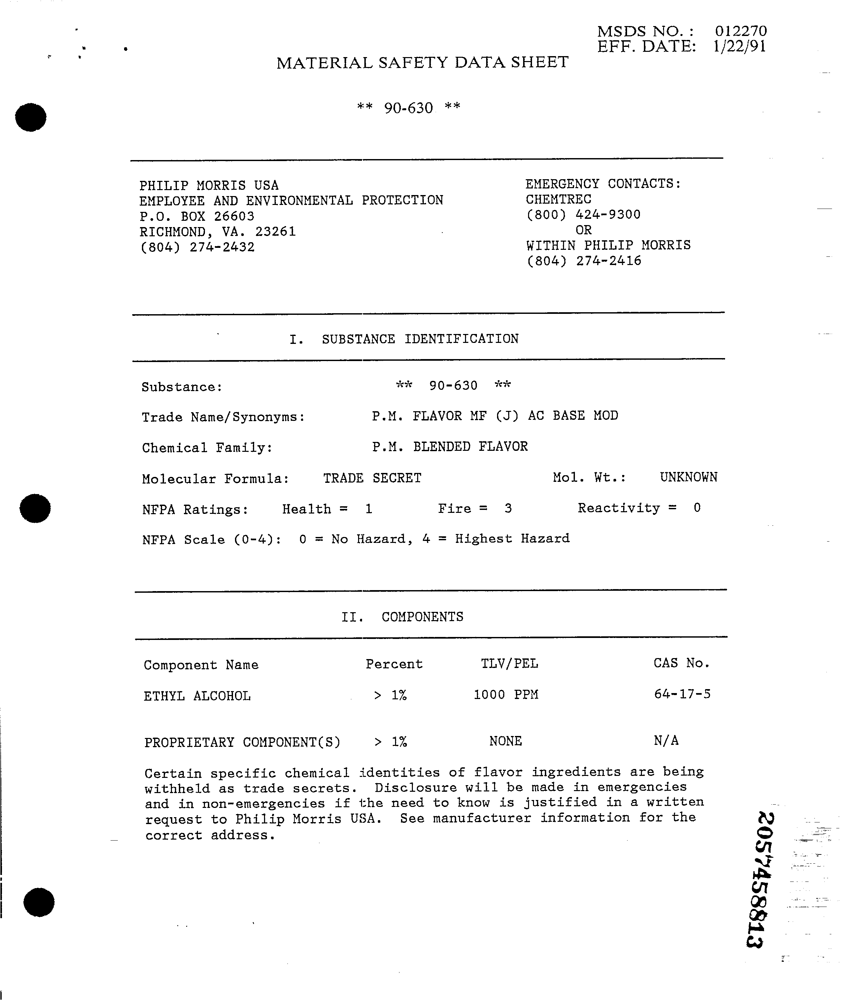 MSDS NO. : 012270
EFF. DATE: 1/22/91
MATERIAL SAFETY DATA SHEET
** 90-630 **
PHILIP MORRIS USA
EMPLOYEE AND ENVIRONMENTAL PROTECTION
P.O. BOX 26603
RICHMOND, VA. 23261
(804) 274-2432
EMERGENCY CONTACTS:
CHEMTREC
(800) 424-9300
OR
WITHIN PHILIP MORRIS
(804) 274-2416
I. SUBSTANCE IDENTIFICATION
Substance: ** 90-630 **
Trade Name/Synonyms: P.M. FLAVOR MF (J) AC BASE MOD
Chemical Family: P.M. BLENDED FLAVOR
Molecular Formula: TRADE SECRET Mol. Wt.: UNKNOWN
NFPA Ratings: Health = 1 Fire = 3 Reactivity = 0
NFPA Scale (0-4): 0 = No Hazard, 4 = Highest Hazard
II. COMPONENTS
Component Name Percent TLV/PEL CAS No.
ETHYL ALCOHOL > 1% 1000 PPM 64-17-5
PROPRIETARY COMPONENT(S) > 1% NONE N/A
Certain specific chemical identities of flavor ingredients are being
withheld as trade secrets. Disclosure will be made in emergencies
and in non-emergencies if the need to know is justified in a written
request to Philip Morris USA. See manufacturer information for the
correct address.
2057458813